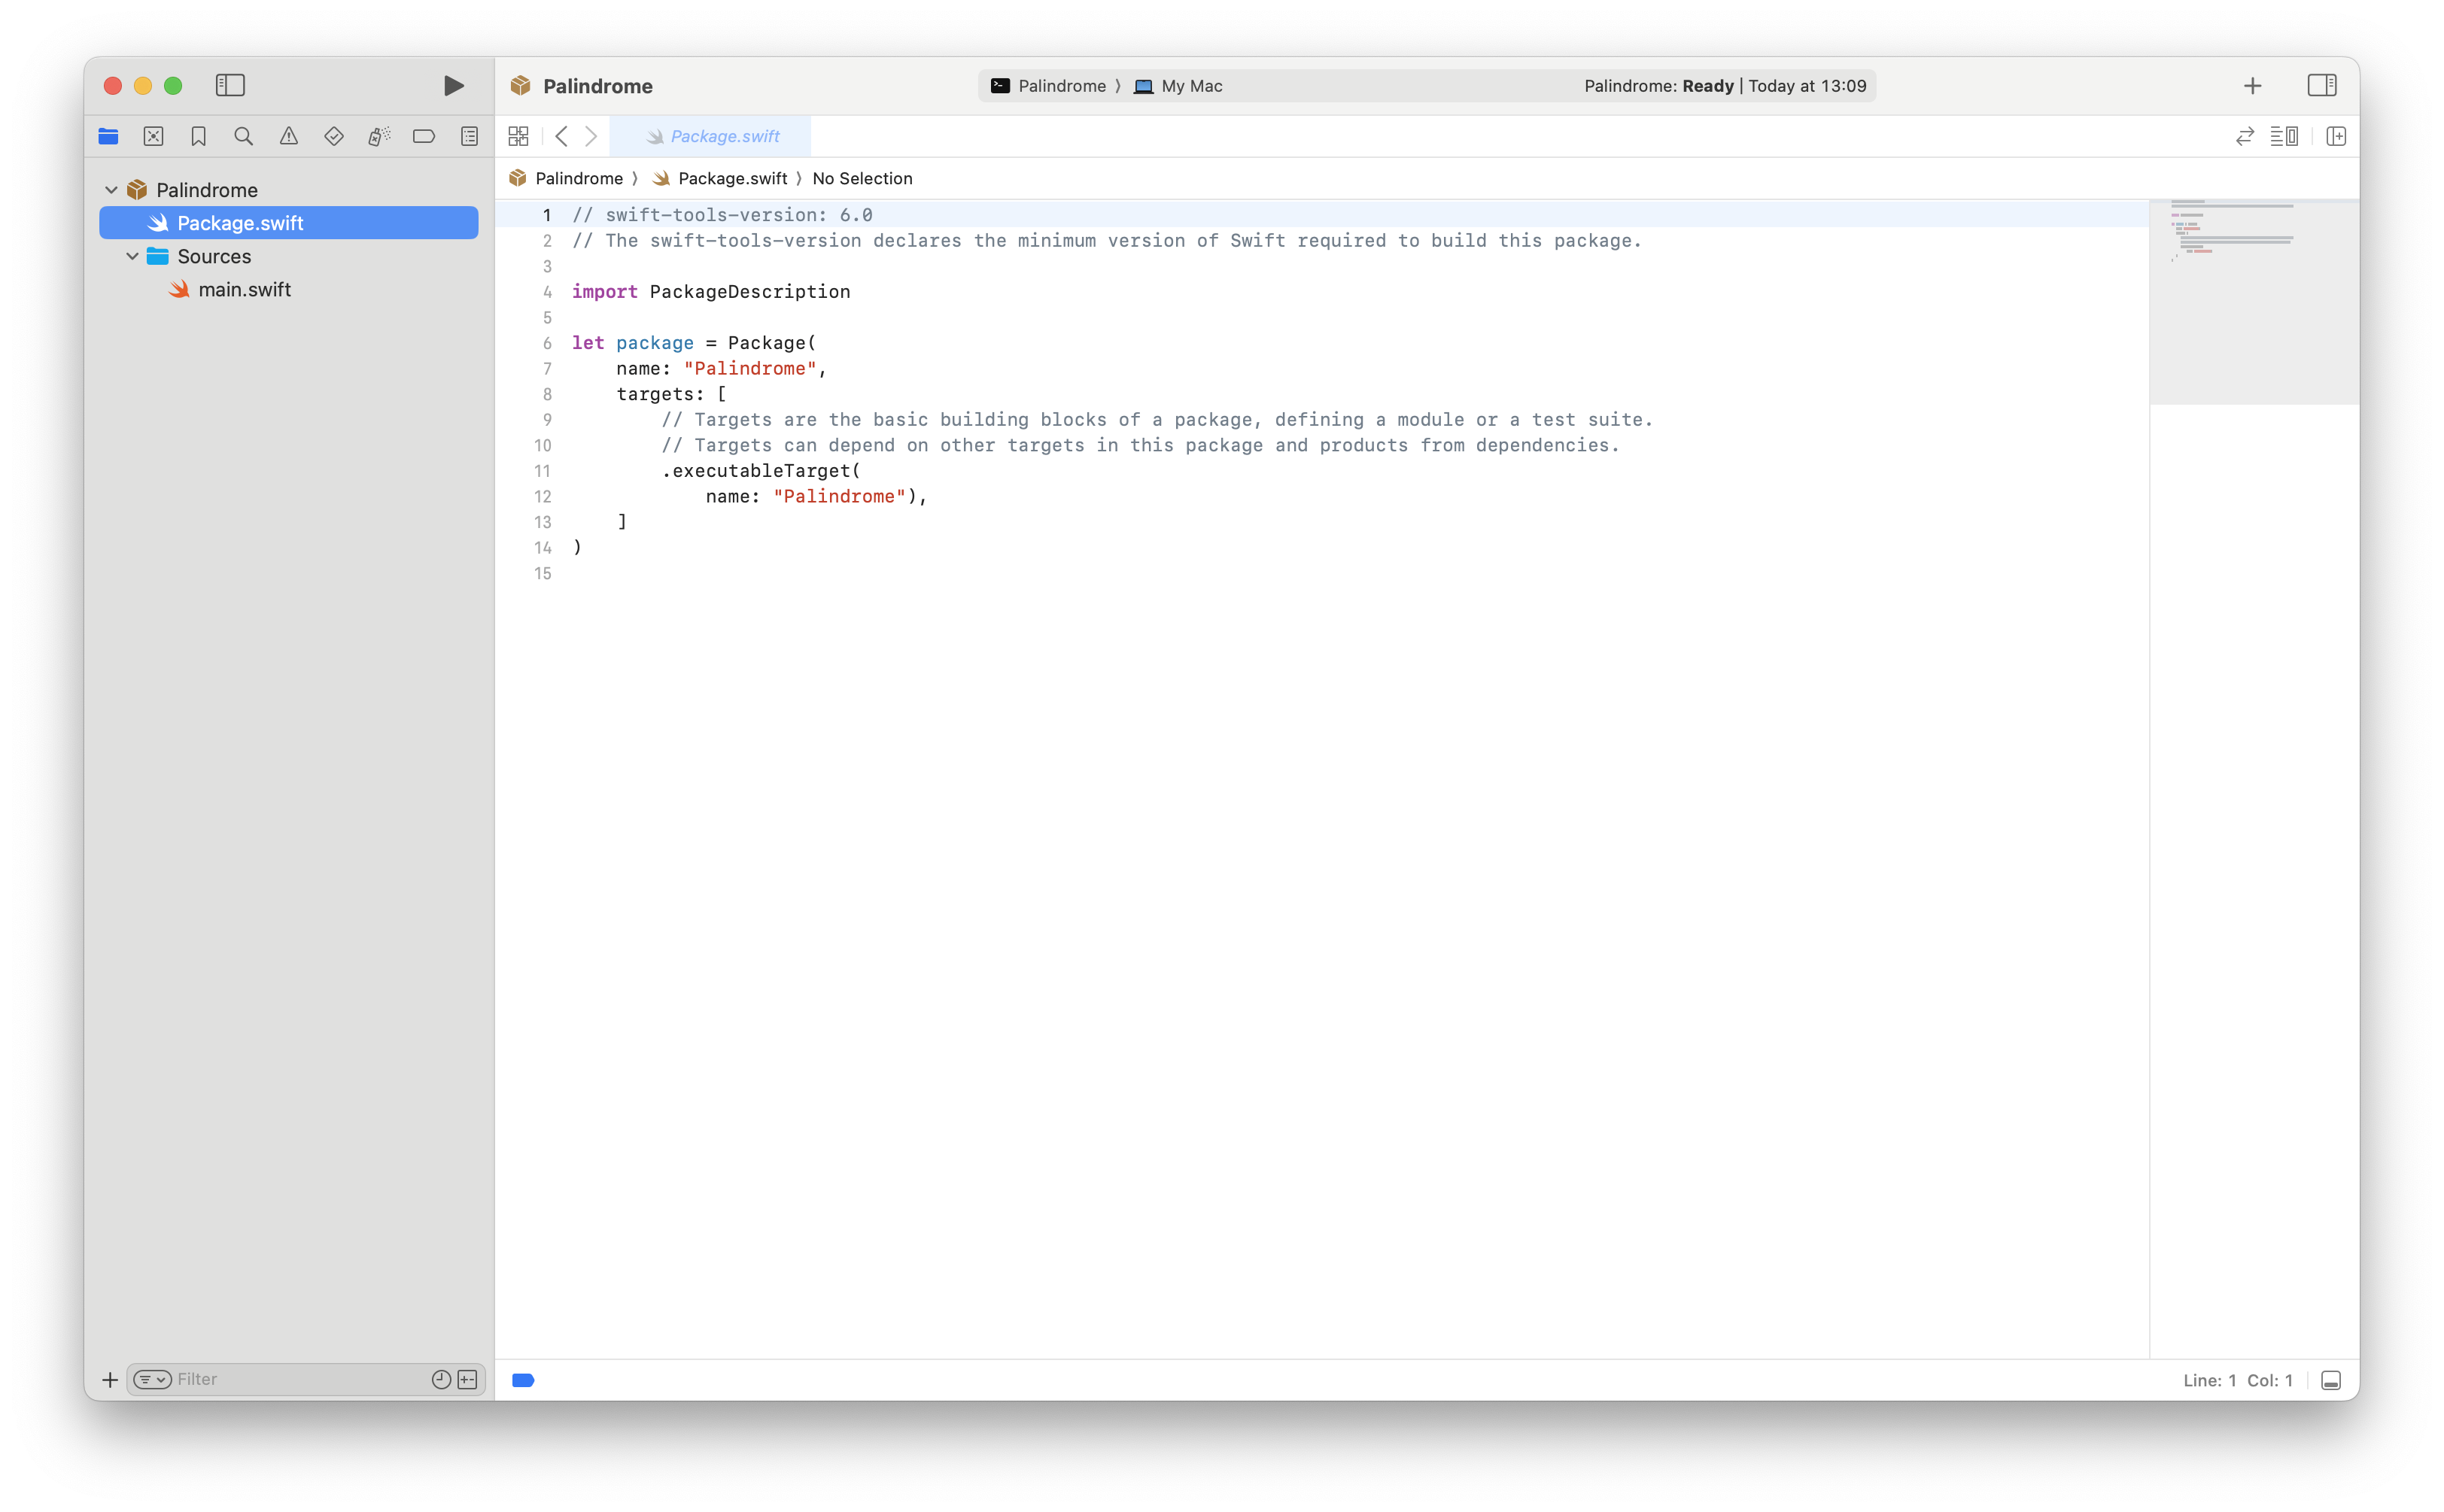 Palindrome
Palindrome ⟩ My Mac
Palindrome: Ready | Today at 13:09
Package.swift
Palindrome
Package.swift
Sources
main.swift
Palindrome ⟩ Package.swift ⟩ No Selection
1 // swift-tools-version: 6.0
2 // The swift-tools-version declares the minimum version of Swift required to build this package.
3
4 import PackageDescription
5
6 let package = Package(
7     name: "Palindrome",
8     targets: [
9         // Targets are the basic building blocks of a package, defining a module or a test suite.
10         // Targets can depend on other targets in this package and products from dependencies.
11         .executableTarget(
12             name: "Palindrome"),
13     ]
14 )
15
Filter
Line: 1 Col: 1